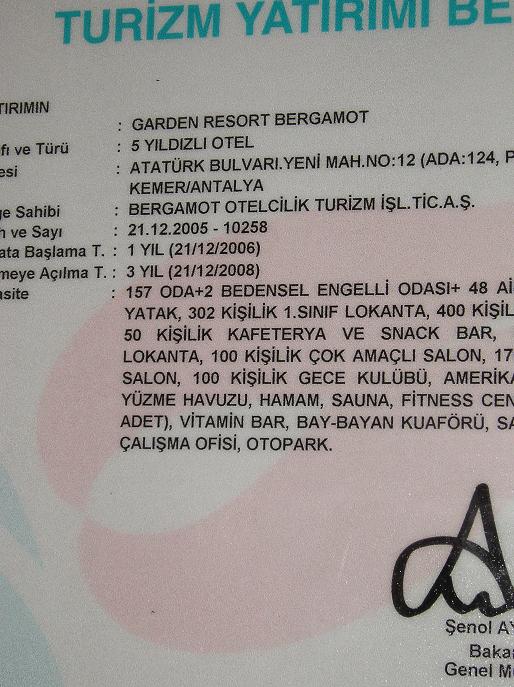 TURİZM YATIRIMI BE
TIRIMIN
: GARDEN RESORT BERGAMOT
fı ve Türü : 5 YILDIZLI OTEL
esi : ATATÜRK BULVARI.YENİ MAH.NO:12 (ADA:124, P
KEMER/ANTALYA
ge Sahibi : BERGAMOT OTELCİLİK TURİZM İŞL.TİC.A.Ş.
h ve Sayı : 21.12.2005 - 10258
ata Başlama T. : 1 YIL (21/12/2006)
meye Açılma T. : 3 YIL (21/12/2008)
asite : 157 ODA+2 BEDENSEL ENGELLİ ODASI+ 48 Aİ
YATAK, 302 KİŞİLİK 1.SINIF LOKANTA, 400 KİŞİL
50 KİŞİLİK KAFETERYA VE SNACK BAR,
LOKANTA, 100 KİŞİLİK ÇOK AMAÇLI SALON, 17
SALON, 100 KİŞİLİK GECE KULÜBÜ, AMERİKA
YÜZME HAVUZU, HAMAM, SAUNA, FİTNESS CEN
ADET), VİTAMİN BAR, BAY-BAYAN KUAFÖRÜ, SA
ÇALIŞMA OFİSİ, OTOPARK.
Şenol AY
Baka
Genel M